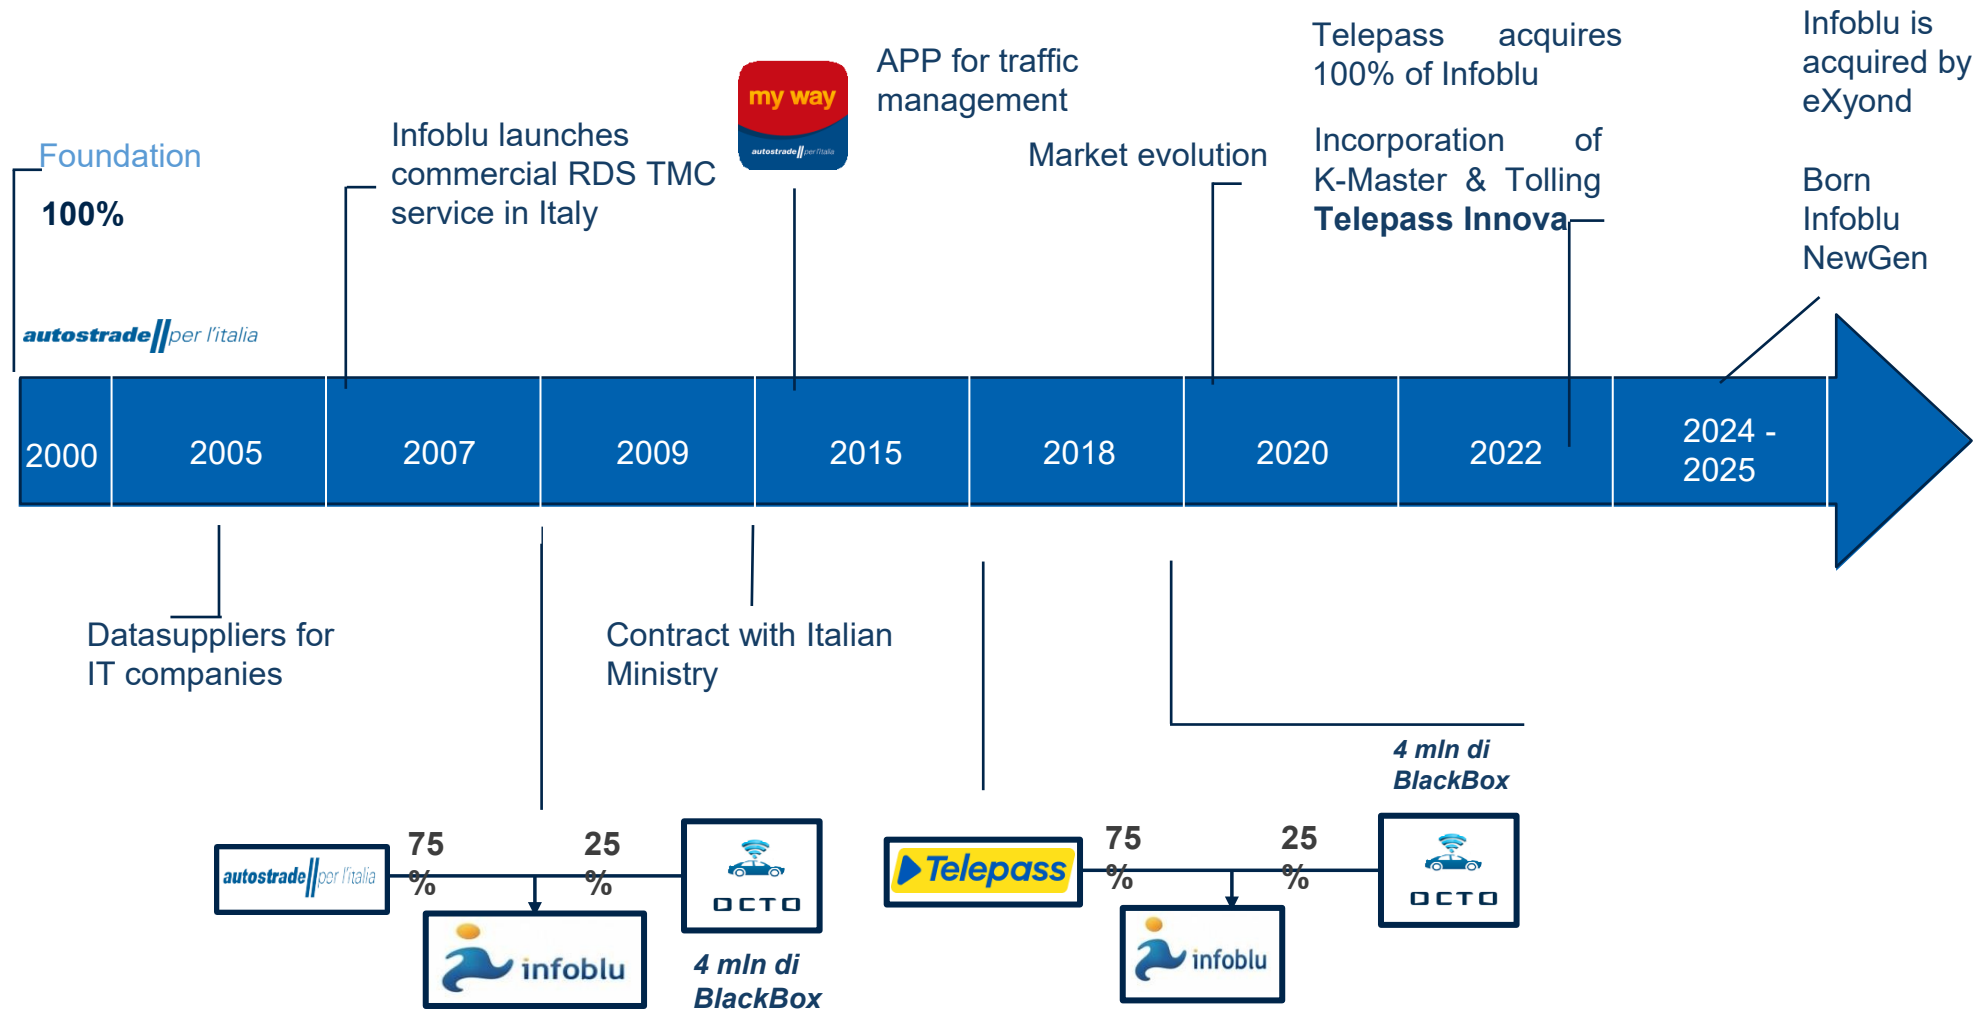 Foundation
100%
autostrade//per l'italia
Infoblu launches
commercial RDS TMC
service in Italy
my way
autostrade//per l'italia
APP for traffic
management
Market evolution
Telepass acquires
100% of Infoblu
Incorporation of
K-Master & Tolling
Telepass Innova
Infoblu is
acquired by
eXyond
Born
Infoblu
NewGen
2000
2005
2007
2009
2015
2018
2020
2022
2024 -
2025
Datasuppliers for
IT companies
Contract with Italian
Ministry
autostrade//per l'italia
75
%
25
%
OCTO
infoblu
4 mln di
BlackBox
Telepass
75
%
25
%
4 mln di
BlackBox
OCTO
infoblu